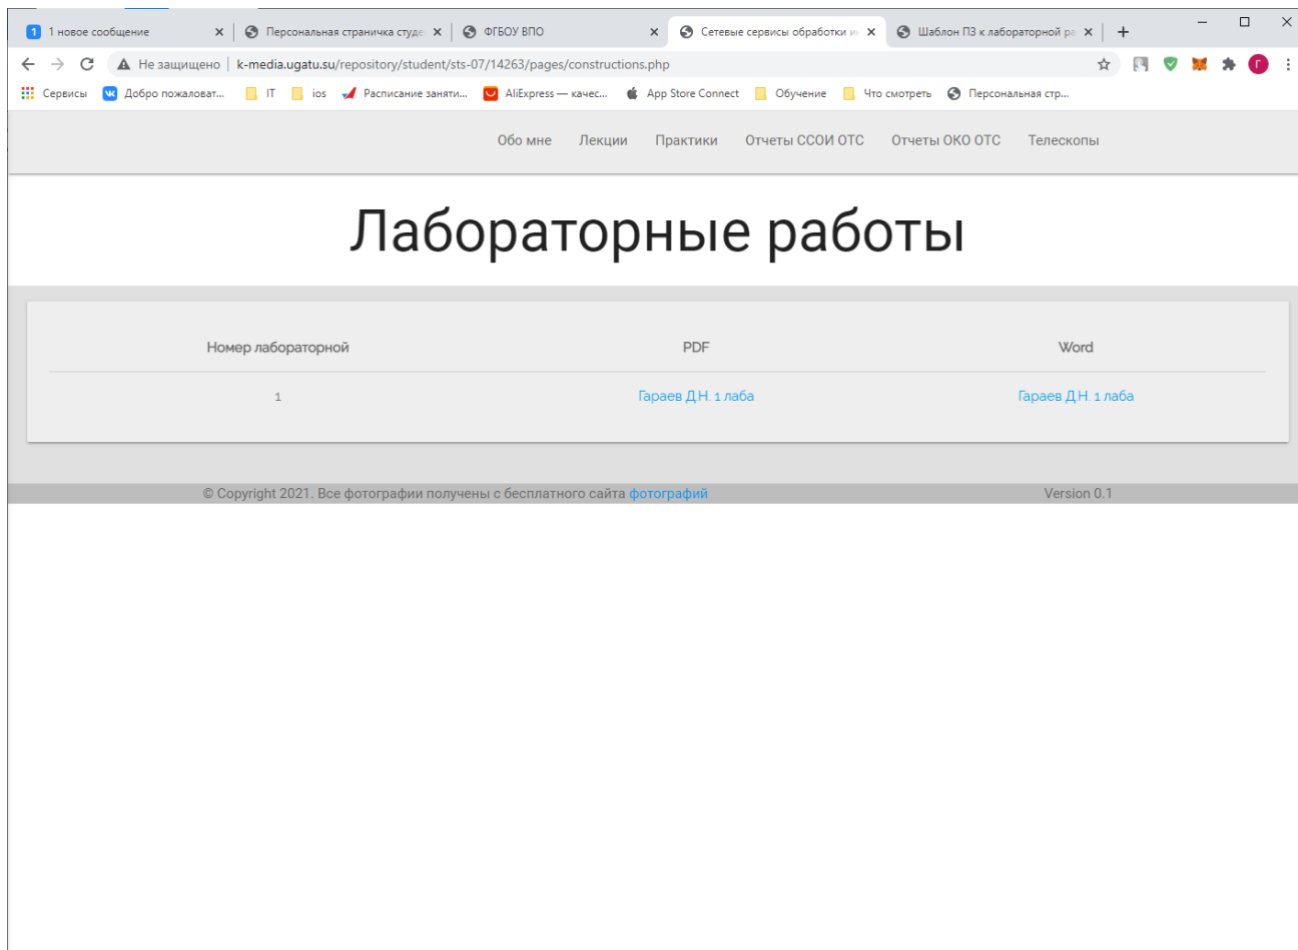 1 1 новое сообщение Персональная страничка студе ФГБОУ ВПО Сетевые сервисы обработки ин Шаблон ПЗ к лабораторной ра
Не защищено k-media.ugatu.su/repository/student/sts-07/14263/pages/constructions.php Г
Сервисы Добро пожаловат... IT ios Расписание заняти... AliExpress — качес... App Store Connect Обучение Что смотреть Персональная стр...
Обо мне Лекции Практики Отчеты ССОИ ОТС Отчеты ОКО ОТС Телескопы
Лабораторные работы
Номер лабораторной PDF Word
1 Гараев Д.Н. 1 лаба Гараев Д.Н. 1 лаба
© Copyright 2021. Все фотографии получены с бесплатного сайта фотографий Version 0.1